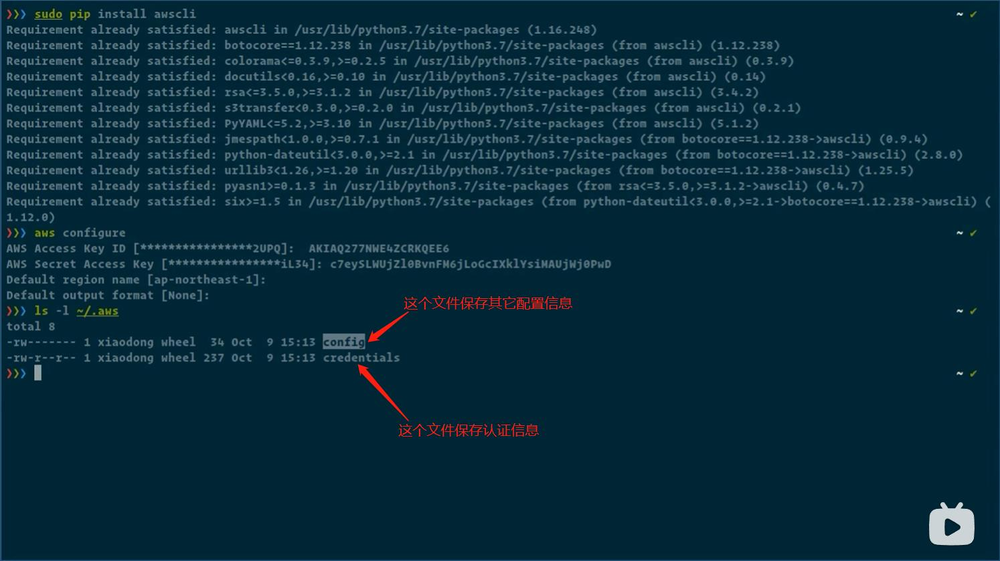 ❯❯❯ sudo pip install awscli ~ ✔
Requirement already satisfied: awscli in /usr/lib/python3.7/site-packages (1.16.248)
Requirement already satisfied: botocore==1.12.238 in /usr/lib/python3.7/site-packages (from awscli) (1.12.238)
Requirement already satisfied: colorama<=0.3.9,>=0.2.5 in /usr/lib/python3.7/site-packages (from awscli) (0.3.9)
Requirement already satisfied: docutils<0.16,>=0.10 in /usr/lib/python3.7/site-packages (from awscli) (0.14)
Requirement already satisfied: rsa<=3.5.0,>=3.1.2 in /usr/lib/python3.7/site-packages (from awscli) (3.4.2)
Requirement already satisfied: s3transfer<0.3.0,>=0.2.0 in /usr/lib/python3.7/site-packages (from awscli) (0.2.1)
Requirement already satisfied: PyYAML<=5.2,>=3.10 in /usr/lib/python3.7/site-packages (from awscli) (5.1.2)
Requirement already satisfied: jmespath<1.0.0,>=0.7.1 in /usr/lib/python3.7/site-packages (from botocore==1.12.238->awscli) (0.9.4)
Requirement already satisfied: python-dateutil<3.0.0,>=2.1 in /usr/lib/python3.7/site-packages (from botocore==1.12.238->awscli) (2.8.0)
Requirement already satisfied: urllib3<1.26,>=1.20 in /usr/lib/python3.7/site-packages (from botocore==1.12.238->awscli) (1.25.5)
Requirement already satisfied: pyasn1>=0.1.3 in /usr/lib/python3.7/site-packages (from rsa<=3.5.0,>=3.1.2->awscli) (0.4.7)
Requirement already satisfied: six>=1.5 in /usr/lib/python3.7/site-packages (from python-dateutil<3.0.0,>=2.1->botocore==1.12.238->awscli) (
1.12.0)
❯❯❯ aws configure ~ ✔
AWS Access Key ID [****************2UPQ]: AKIAQ277NWE4ZCRKQEE6
AWS Secret Access Key [****************iL34]: 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
Default region name [ap-northeast-1]:
Default output format [None]:
❯❯❯ ls -l ~/.aws ~ ✔
total 8
-rw------- 1 xiaodong wheel 34 Oct 9 15:13 config
-rw-r--r-- 1 xiaodong wheel 237 Oct 9 15:13 credentials
❯❯❯ ~ ✔
这个文件保存其它配置信息
这个文件保存认证信息